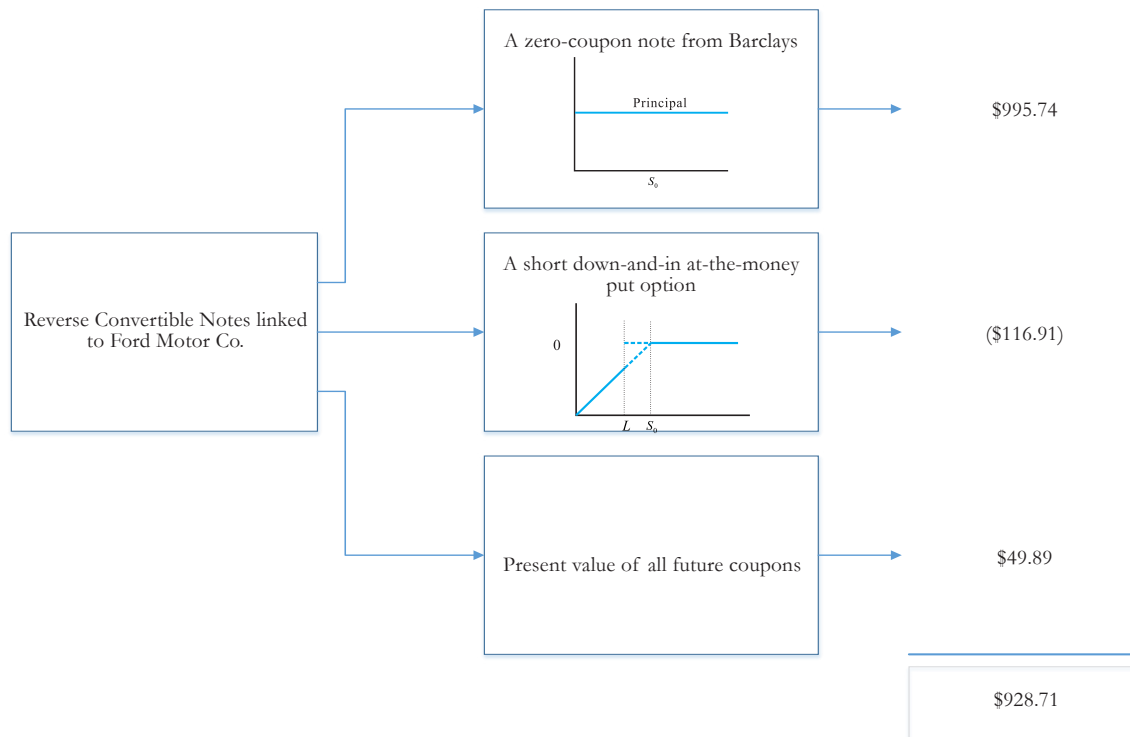 Reverse Convertible Notes linked
to Ford Motor Co.
A zero-coupon note from Barclays
Principal
S₀
$995.74
A short down-and-in at-the-money
put option
0
L S₀
($116.91)
Present value of all future coupons
$49.89
$928.71